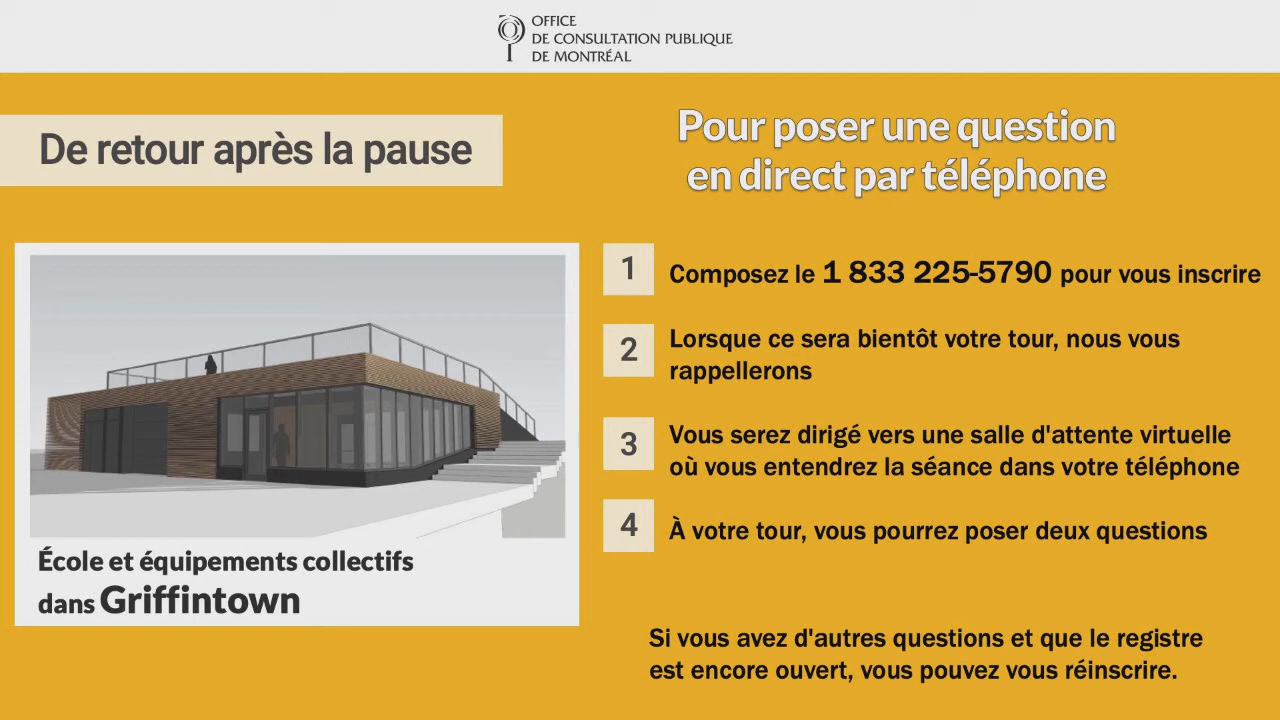 OFFICE
DE CONSULTATION PUBLIQUE
DE MONTRÉAL
De retour après la pause
École et équipements collectifs
dans Griffintown
Pour poser une question
en direct par téléphone
1
Composez le 1 833 225-5790 pour vous inscrire
2
Lorsque ce sera bientôt votre tour, nous vous
rappellerons
3
Vous serez dirigé vers une salle d'attente virtuelle
où vous entendrez la séance dans votre téléphone
4
À votre tour, vous pourrez poser deux questions
Si vous avez d'autres questions et que le registre
est encore ouvert, vous pouvez vous réinscrire.